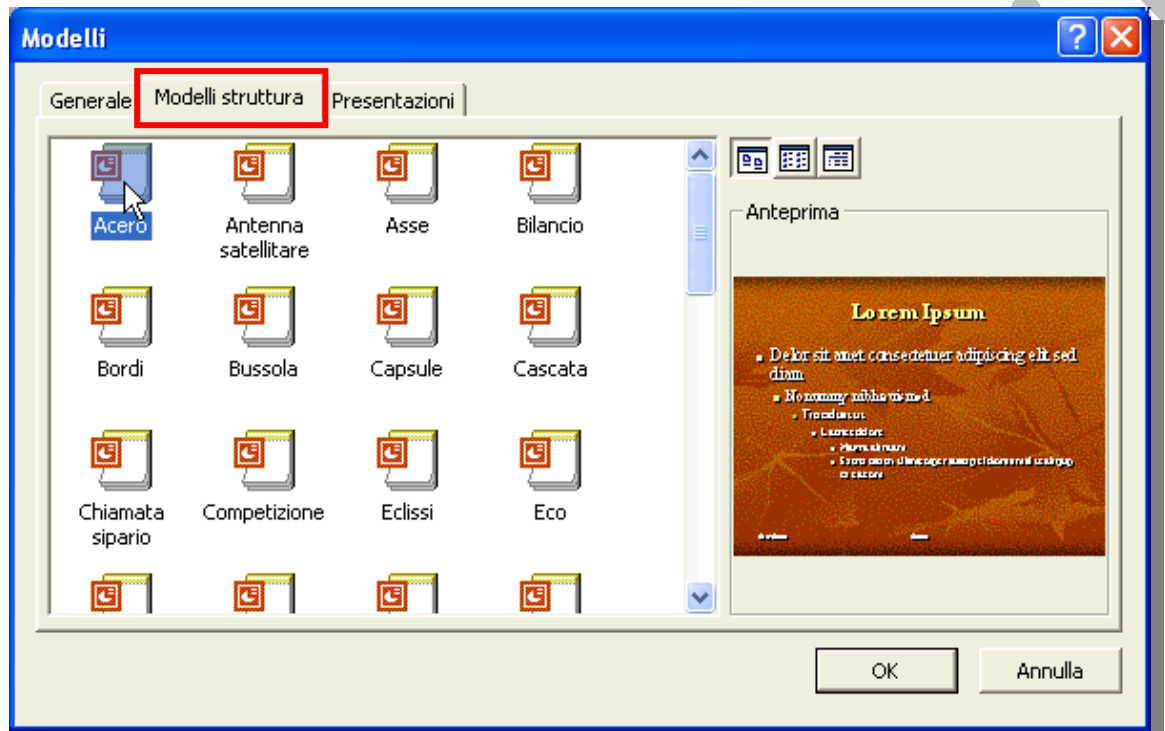 Modelli
Generale Modelli struttura Presentazioni
Acero Antenna satellitare Asse Bilancio
Bordi Bussola Capsule Cascata
Chiamata sipario Competizione Eclissi Eco
Anteprima
Lorem Ipsum
Dolor sit amet consectetuer adipiscing elit sed
diam
OK Annulla